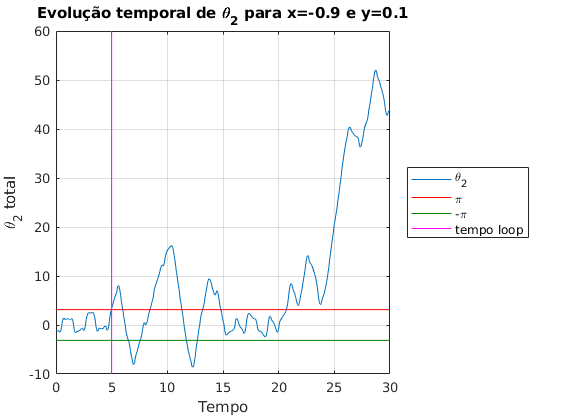 Evolução temporal de θ2 para x=-0.9 e y=0.1
60
50
40
30
20
10
0
-10
θ2 total
0 5 10 15 20 25 30
Tempo
θ2
π
-π
tempo loop